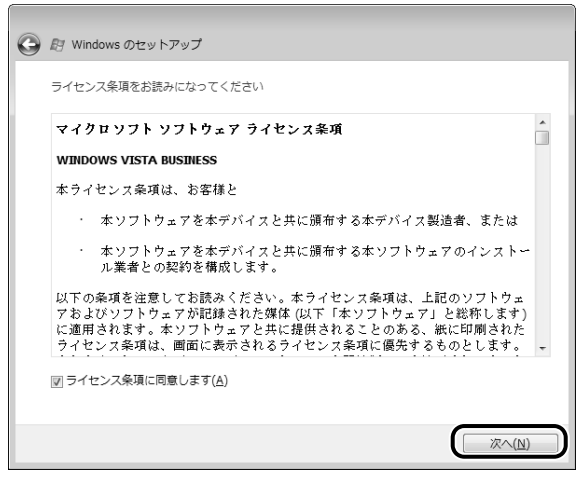 Windows のセットアップ
ライセンス条項をお読みになってください
マイクロソフト ソフトウェア ライセンス条項
WINDOWS VISTA BUSINESS
本ライセンス条項は、お客様と
· 本ソフトウェアを本デバイスと共に頒布する本デバイス製造者、または
· 本ソフトウェアを本デバイスと共に頒布する本ソフトウェアのインストー
ル業者との契約を構成します。
以下の条項を注意してお読みください。本ライセンス条項は、上記のソフトウェ
アおよびソフトウェアが記録された媒体 (以下「本ソフトウェア」と総称します)
に適用されます。本ソフトウェアと共に提供されることのある、紙に印刷された
ライセンス条項は、画面に表示されるライセンス条項に優先するものとします。
ライセンス条項に同意します(A)
次へ(N)